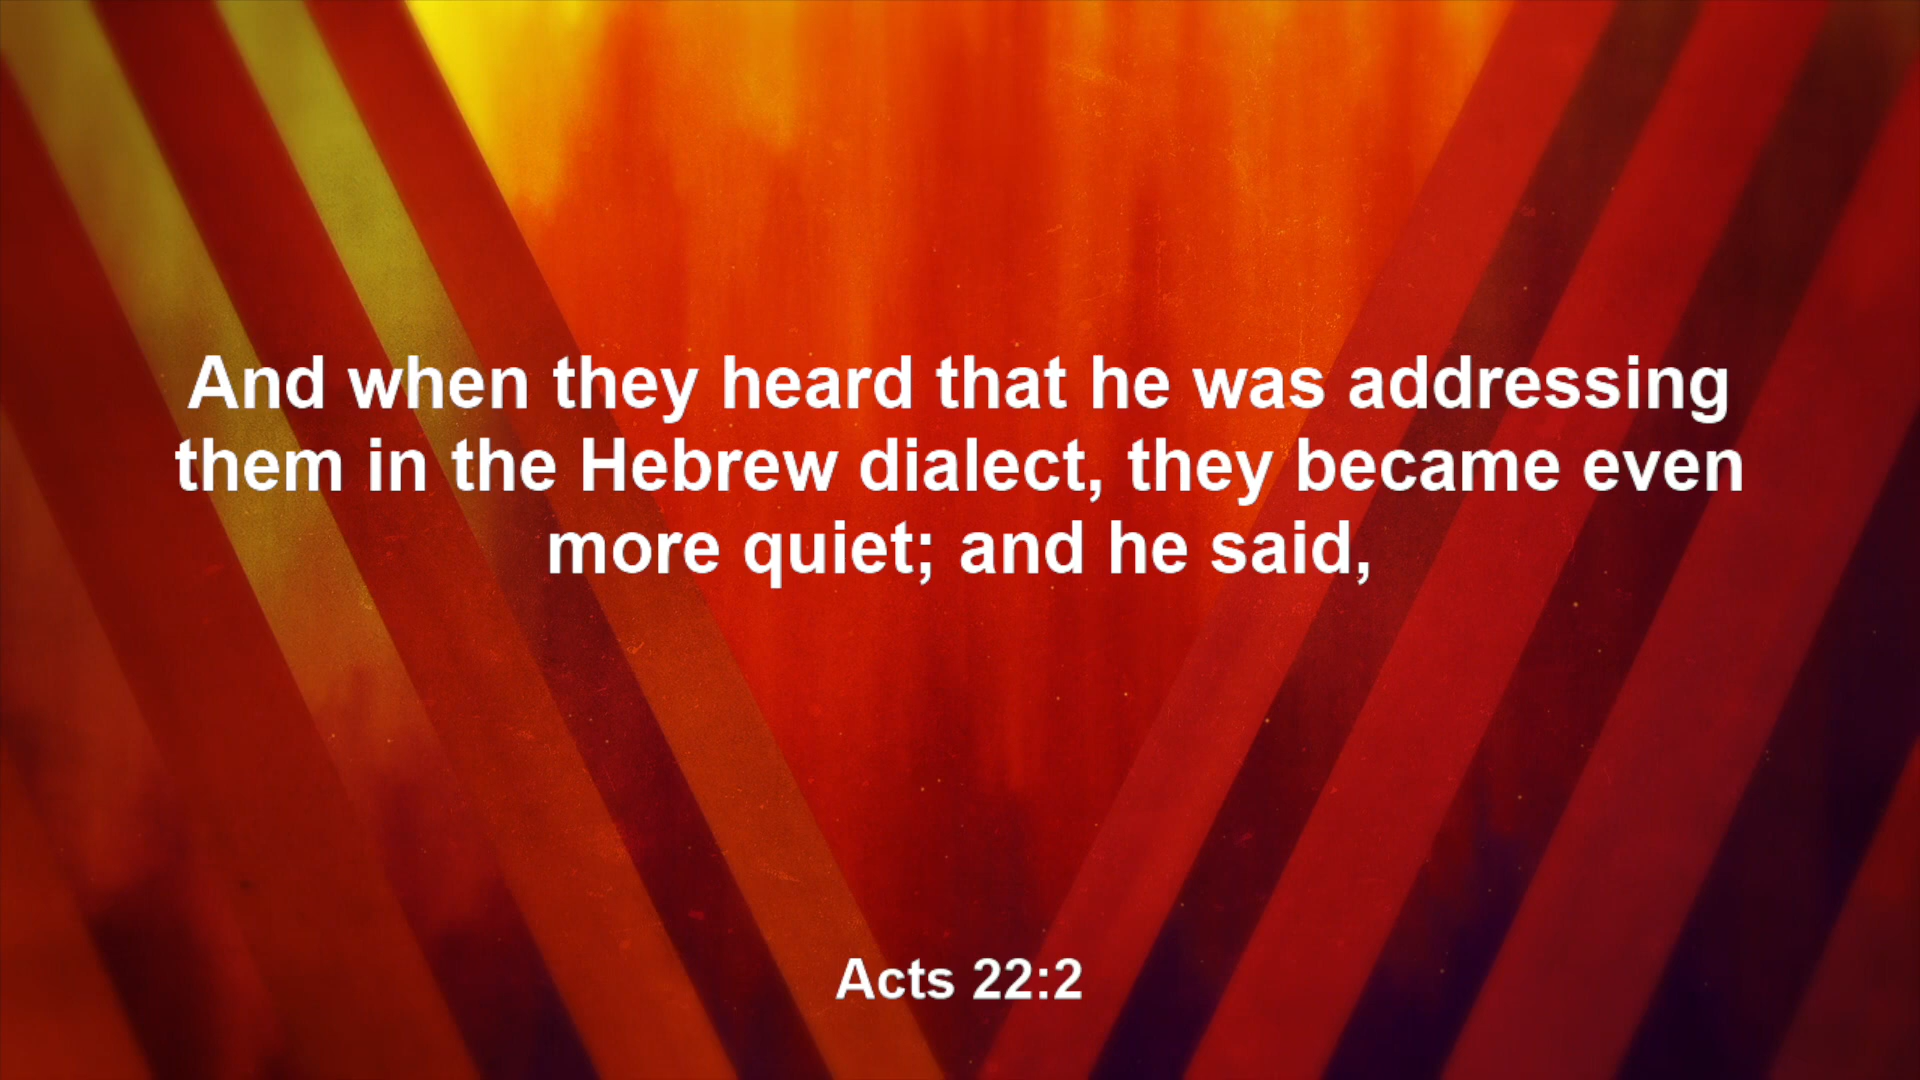 And when they heard that he was addressing
them in the Hebrew dialect, they became even
more quiet; and he said,
Acts 22:2